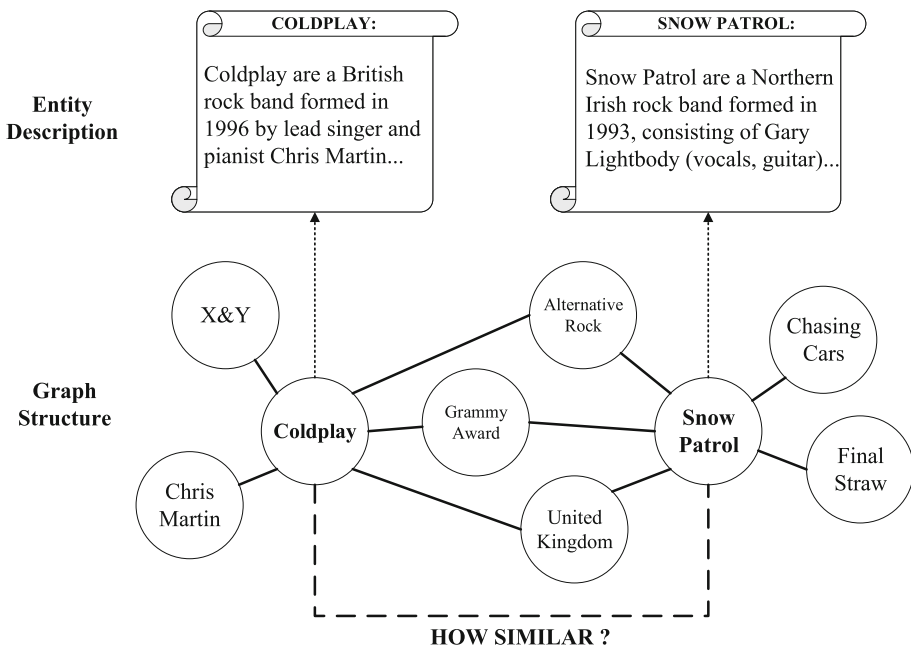 COLDPLAY:
Coldplay are a British
rock band formed in
1996 by lead singer and
pianist Chris Martin...
SNOW PATROL:
Snow Patrol are a Northern
Irish rock band formed in
1993, consisting of Gary
Lightbody (vocals, guitar)...
Entity
Description
X&Y
Alternative
Rock
Chasing
Cars
Graph
Structure
Coldplay
Grammy
Award
Snow
Patrol
Chris
Martin
United
Kingdom
Final
Straw
HOW SIMILAR ?